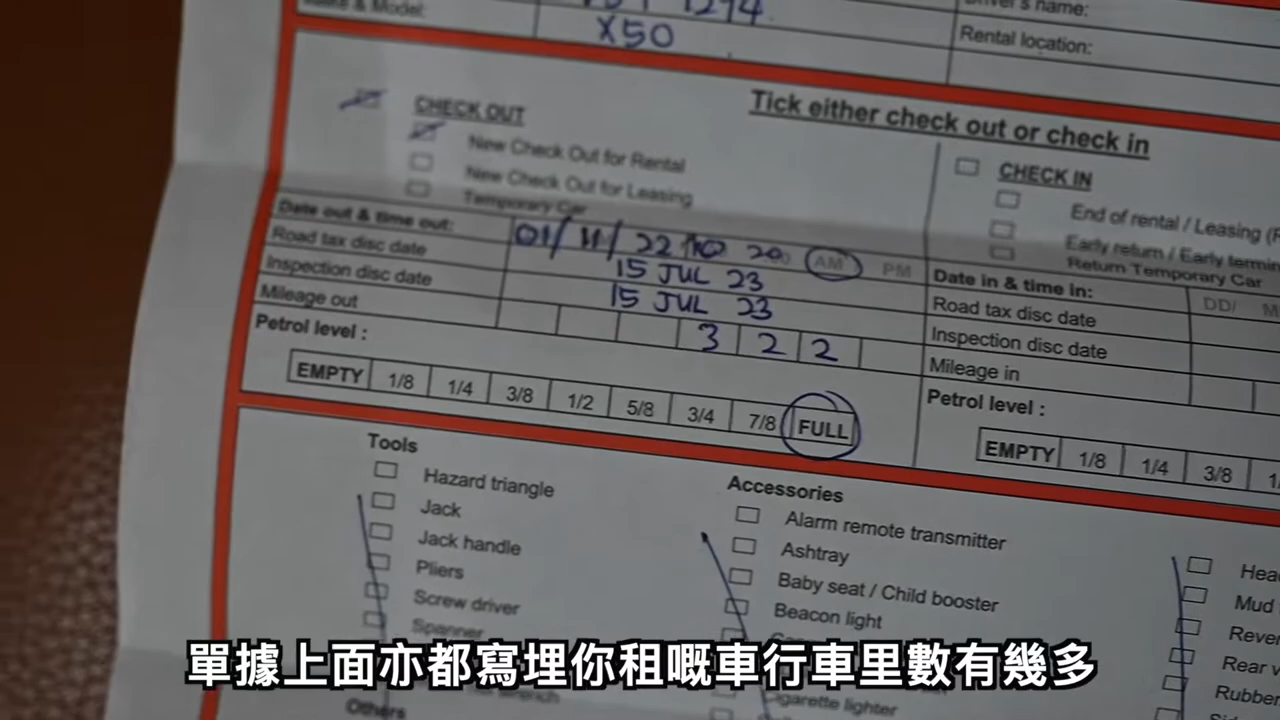 1294
X50
Driver's name:
Rental location:
Tick either check out or check in
CHECK OUT
New Check Out for Rental
New Check Out for Leasing
Temporary Car
CHECK IN
End of rental / Leasing
Early return / Early
Return Temporary Car
Date out & time out: 01/11/22 10 20 AM PM
Road tax disc date 15 JUL 23
Inspection disc date 15 JUL 23
Mileage out 3 2 2
Petrol level :
EMPTY 1/8 1/4 3/8 1/2 5/8 3/4 7/8 FULL
Date in & time in: DD/
Road tax disc date
Inspection disc date
Mileage in
Petrol level :
EMPTY 1/8 1/4 3/8
Tools
Hazard triangle
Jack
Jack handle
Pliers
Screw driver
Spanner
Others
Accessories
Alarm remote transmitter
Ashtray
Baby seat / Child booster
Beacon light
Cigarette lighter
Mud
Rear
Rubber
單據上面亦都寫埋你租嘅車行車里數有幾多